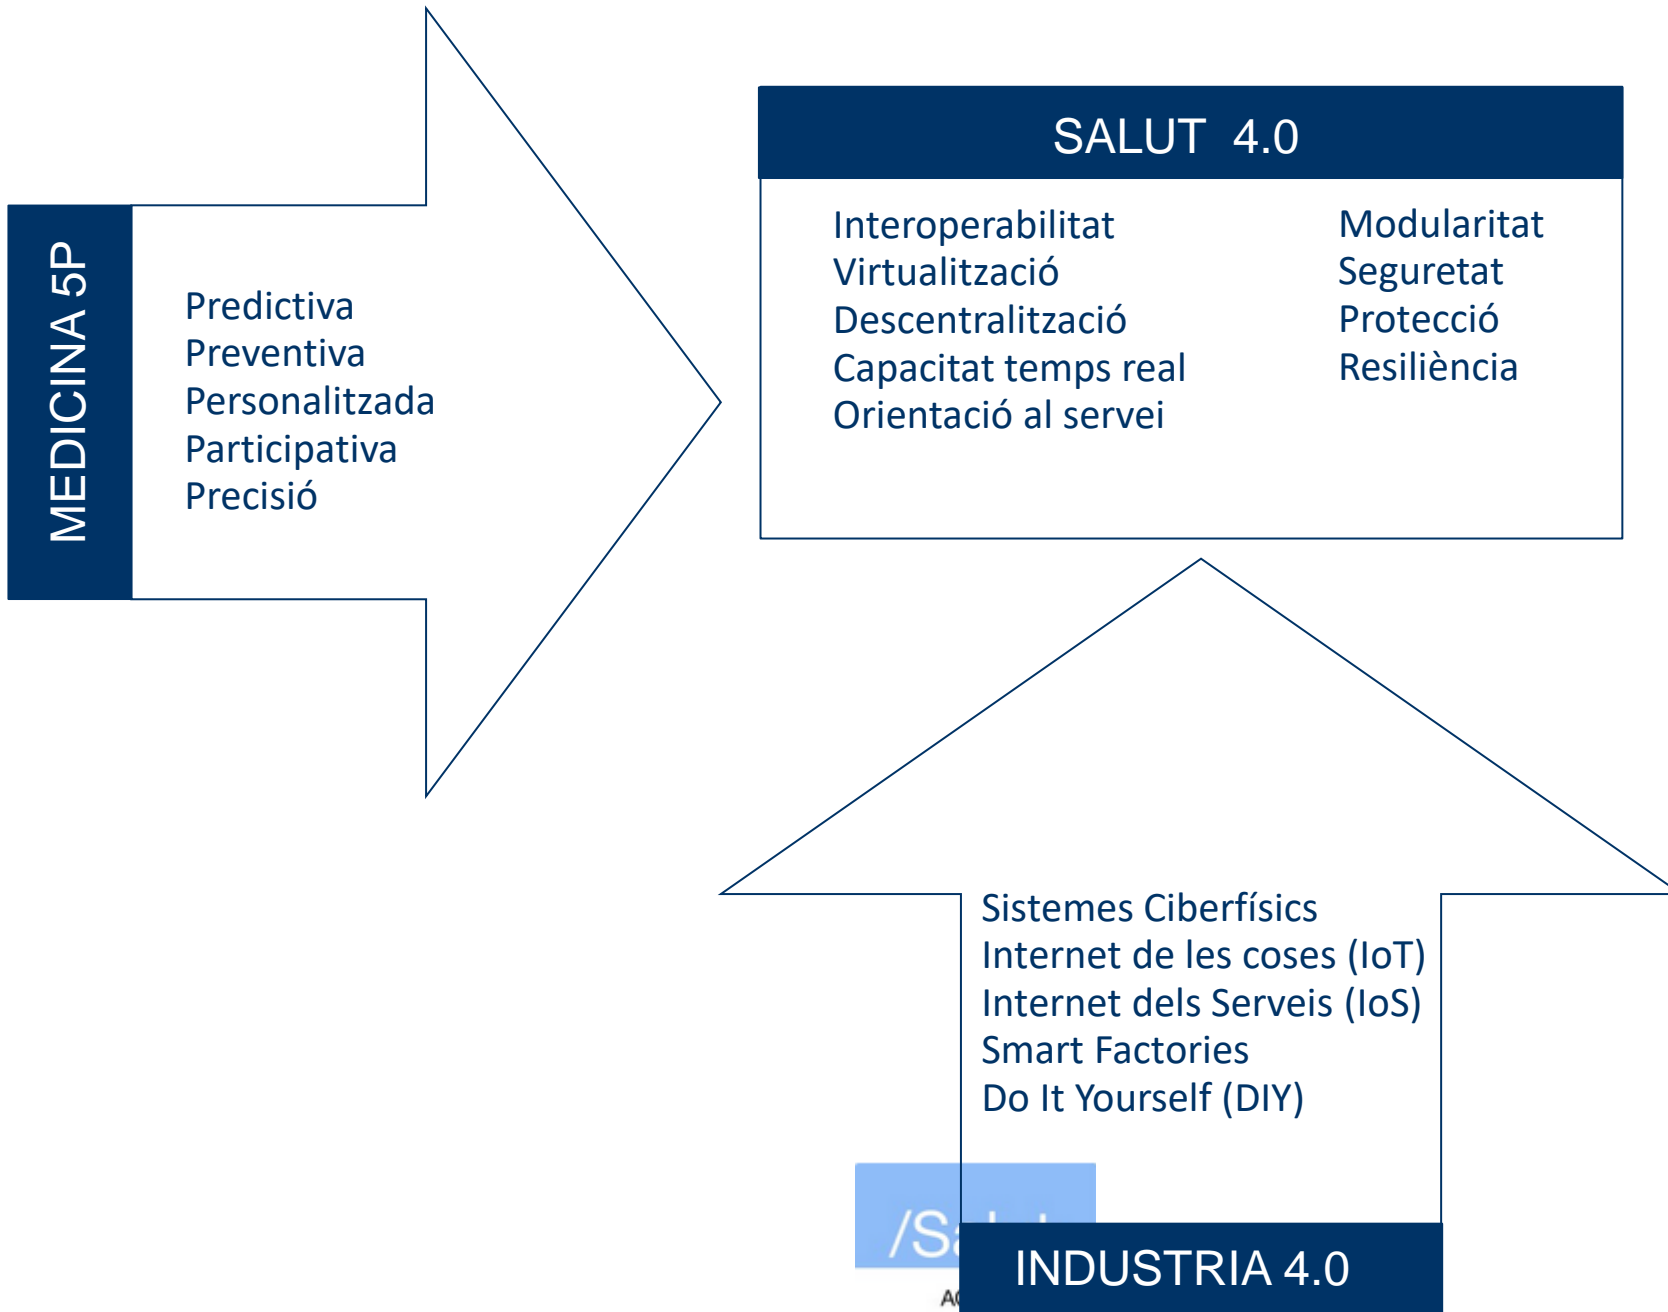 MEDICINA 5P
Predictiva
Preventiva
Personalitzada
Participativa
Precisió
SALUT 4.0
Interoperabilitat
Virtualització
Descentralització
Capacitat temps real
Orientació al servei
Modularitat
Seguretat
Protecció
Resiliència
Sistemes Ciberfísics
Internet de les coses (IoT)
Internet dels Serveis (IoS)
Smart Factories
Do It Yourself (DIY)
INDUSTRIA 4.0